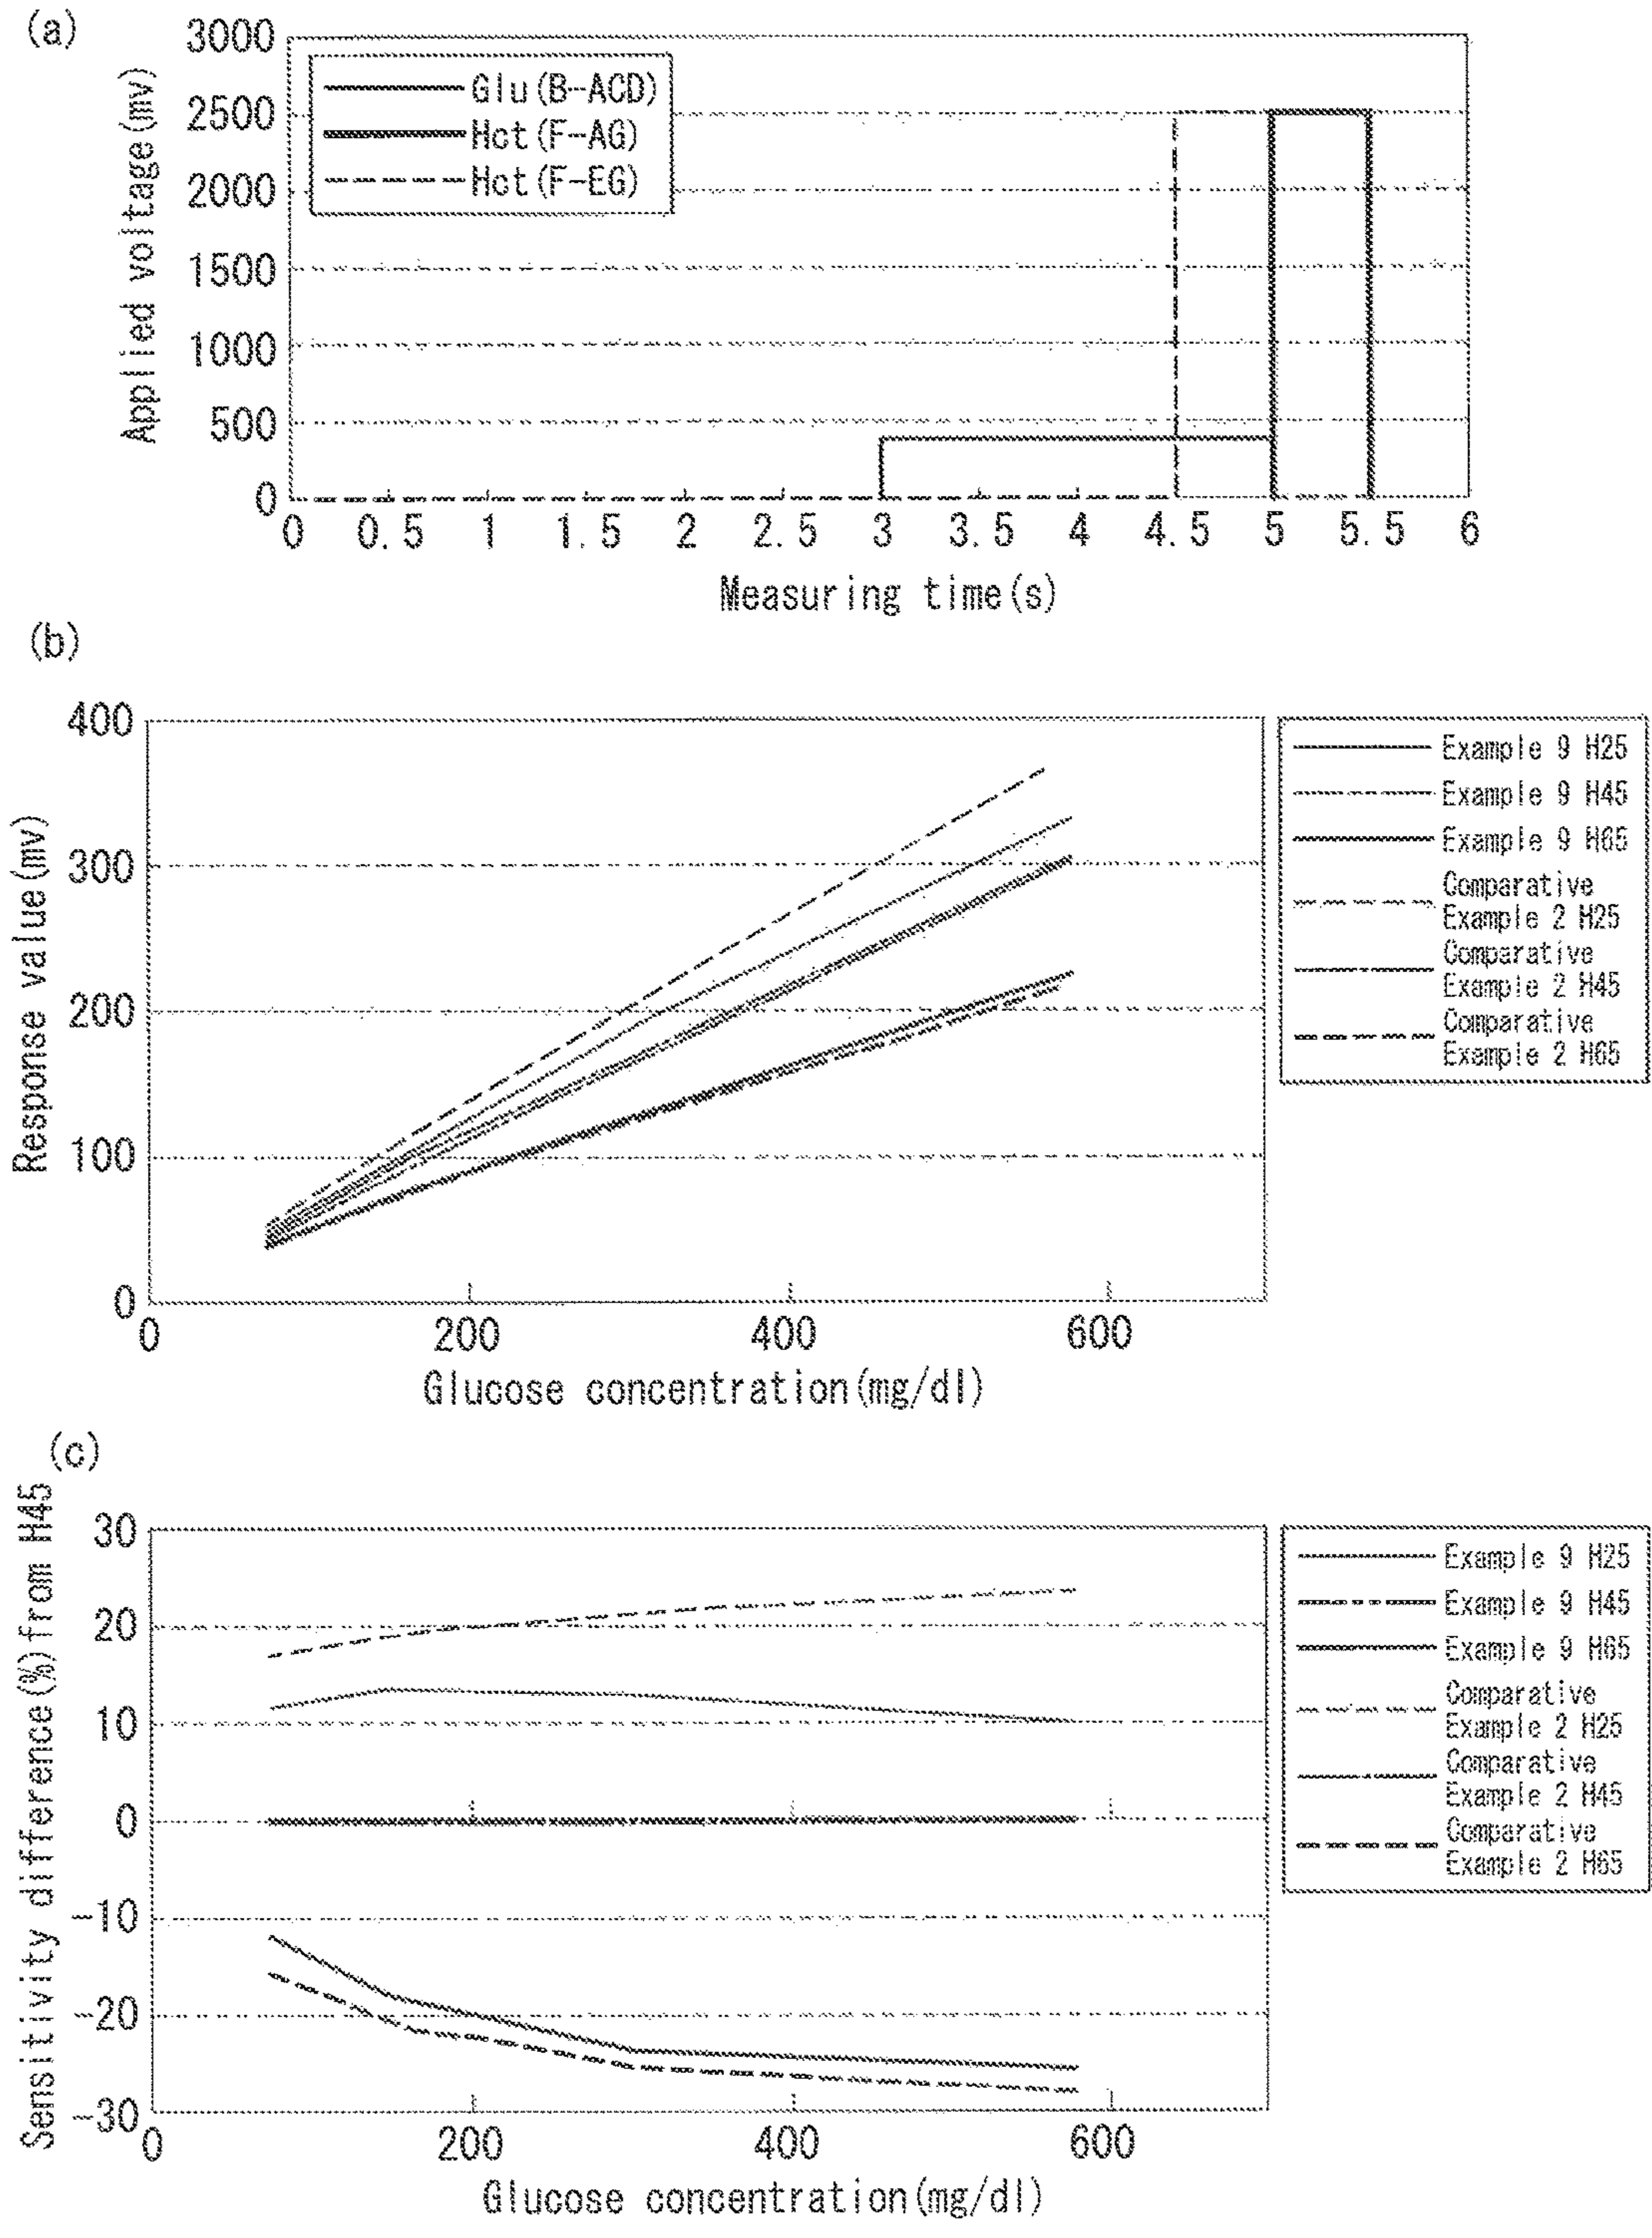 (a)
3000
2500
2000
1500
1000
500
0
Applied voltage(mv)
Glu(B-ACD)
Hct(F-AG)
Hct(F-EG)
0 0.5 1 1.5 2 2.5 3 3.5 4 4.5 5 5.5 6
Measuring time(s)
(b)
400
300
200
100
0
Response value(mv)
0 200 400 600
Glucose concentration(mg/dl)
Example 9 H25
Example 9 H45
Example 9 H65
Comparative
Example 2 H25
Comparative
Example 2 H45
Comparative
Example 2 H65
(c)
30
20
10
0
-10
-20
-30
Sensitivity difference(%)from H45
0 200 400 600
Glucose concentration(mg/dl)
Example 9 H25
Example 9 H45
Example 9 H65
Comparative
Example 2 H25
Comparative
Example 2 H45
Comparative
Example 2 H65